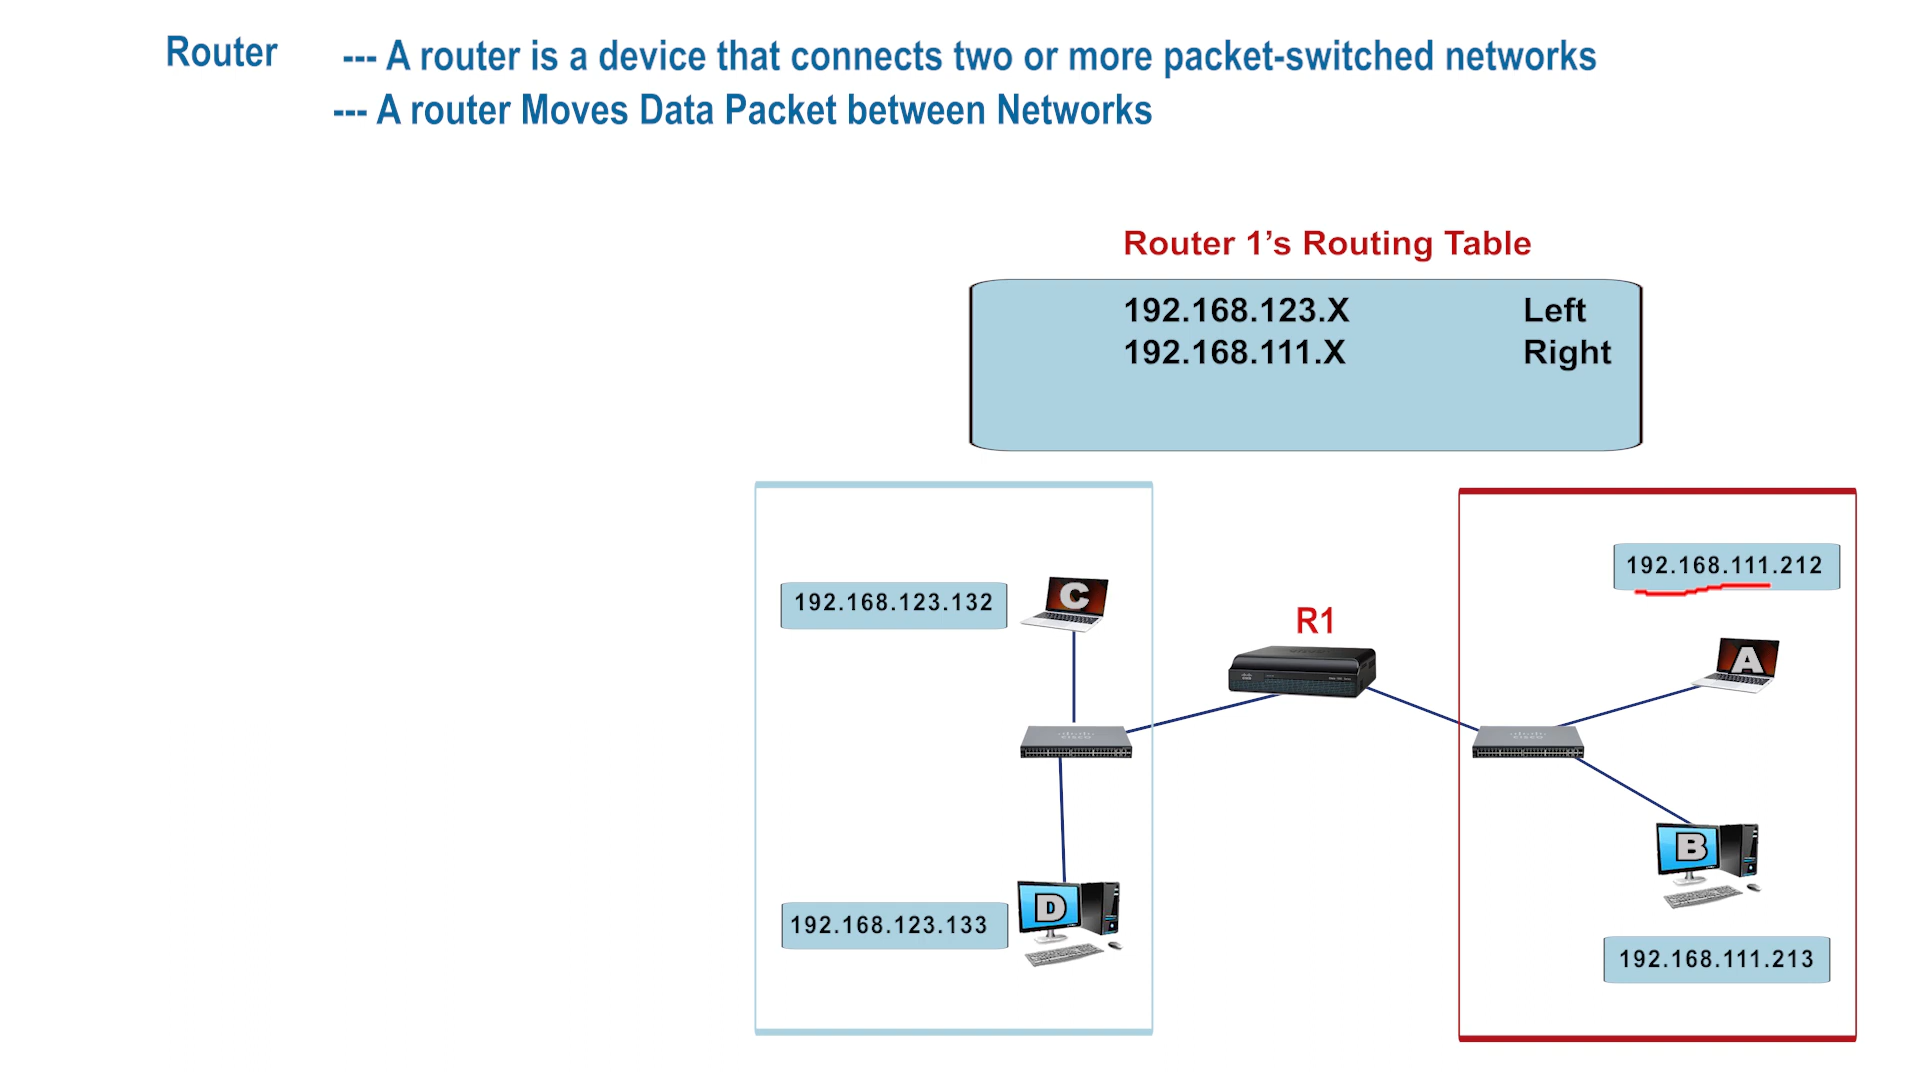 Router --- A router is a device that connects two or more packet-switched networks
--- A router Moves Data Packet between Networks
Router 1’s Routing Table
192.168.123.X Left
192.168.111.X Right
192.168.111.212
192.168.123.132
C
R1
A
B
D
192.168.123.133
192.168.111.213